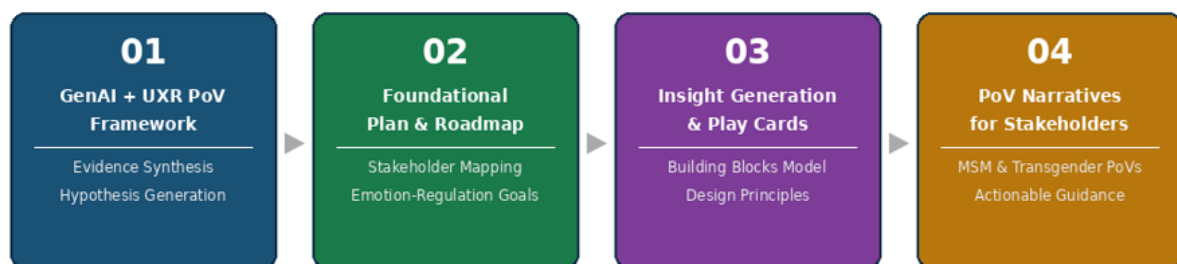 01
GenAI + UXR PoV
Framework
Evidence Synthesis
Hypothesis Generation
02
Foundational
Plan & Roadmap
Stakeholder Mapping
Emotion-Regulation Goals
03
Insight Generation
& Play Cards
Building Blocks Model
Design Principles
04
PoV Narratives
for Stakeholders
MSM & Transgender PoVs
Actionable Guidance